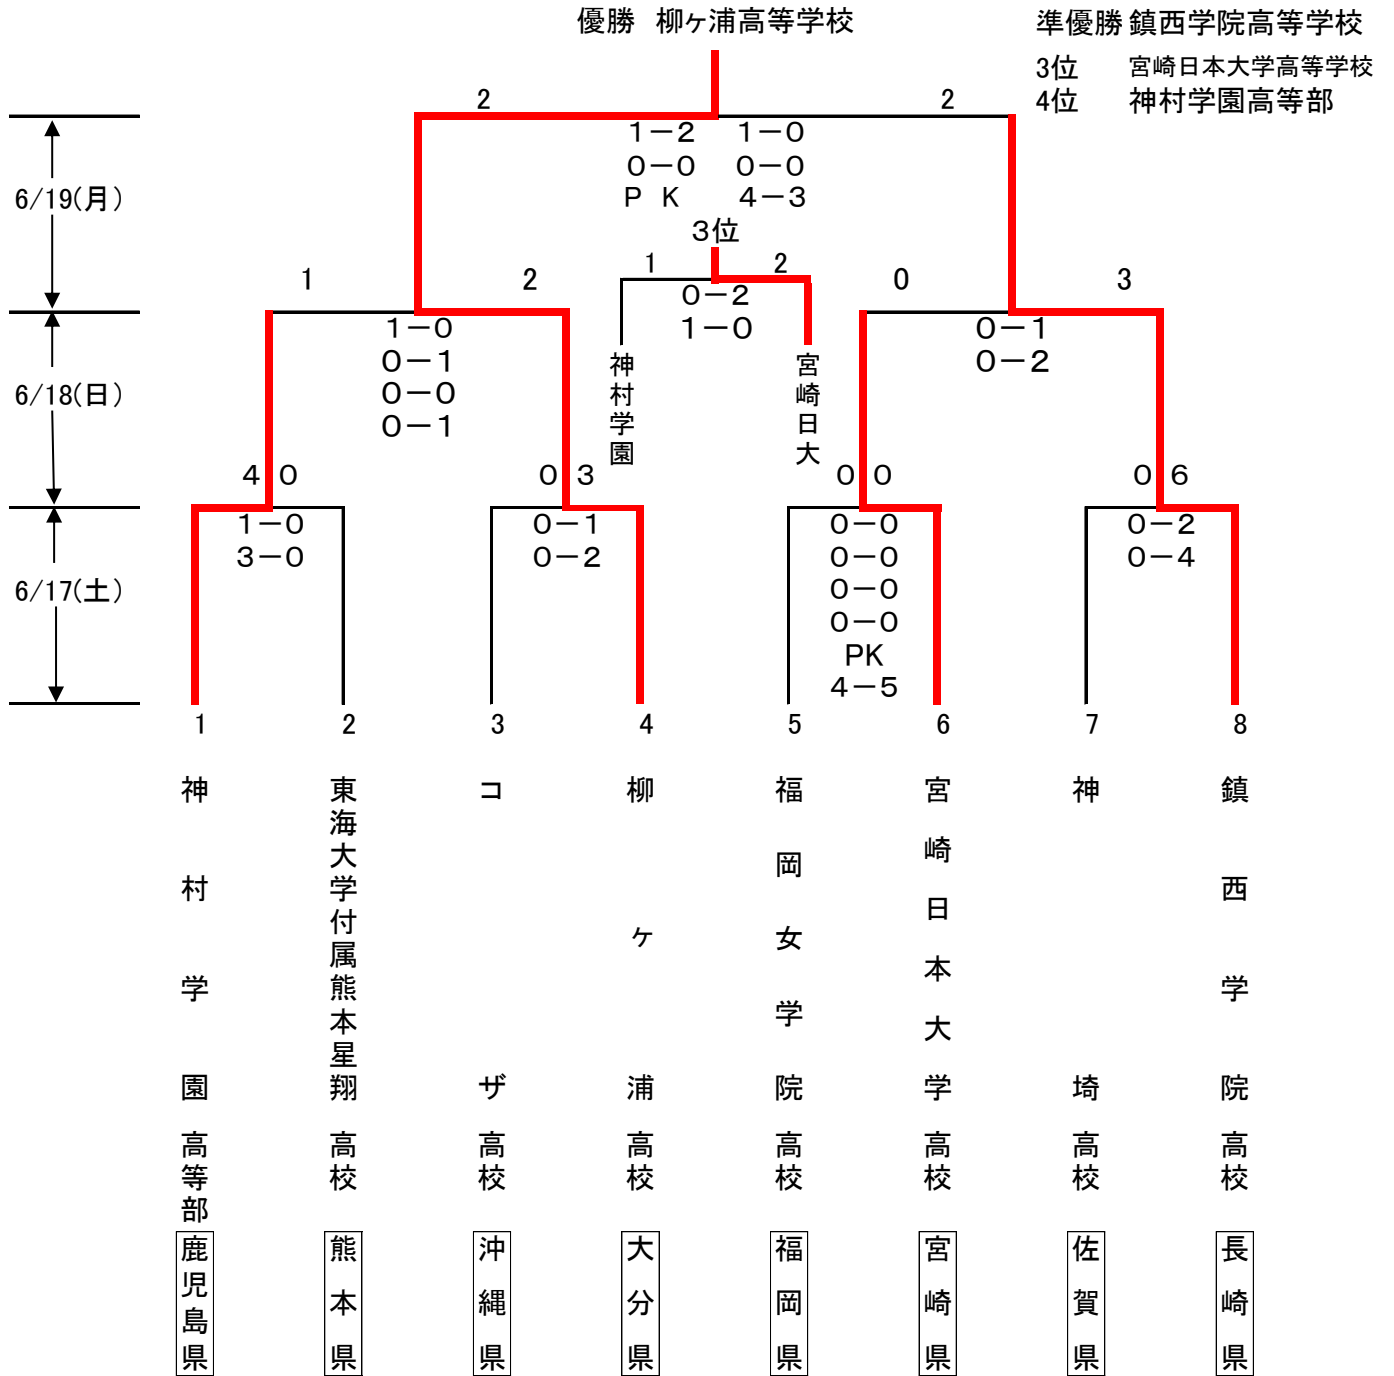 優勝 柳ヶ浦高等学校
準優勝 鎮西学院高等学校
3位 宮崎日本大学高等学校
4位 神村学園高等部
2 2
1−2 1−0
0−0 0−0
P K 4−3
6/19(月)
3位
1 2
0−2
1−0
神村学園
宮崎日大
1 2
1−0
0−1
0−0
0−1
0 3
0−1
0−2
6/18(日)
4 0
1−0
3−0
0 3
0−1
0−2
0 0
0−0
0−0
0−0
0−0
PK
4−5
0 6
0−2
0−4
6/17(土)
1 2 3 4 5 6 7 8
神村学園高等部
東海大学付属熊本星翔高校
コザ高校
柳ヶ浦高校
福岡女学院高校
宮崎日本大学高校
神埼高校
鎮西学院高校
鹿児島県
熊本県
沖縄県
大分県
福岡県
宮崎県
佐賀県
長崎県